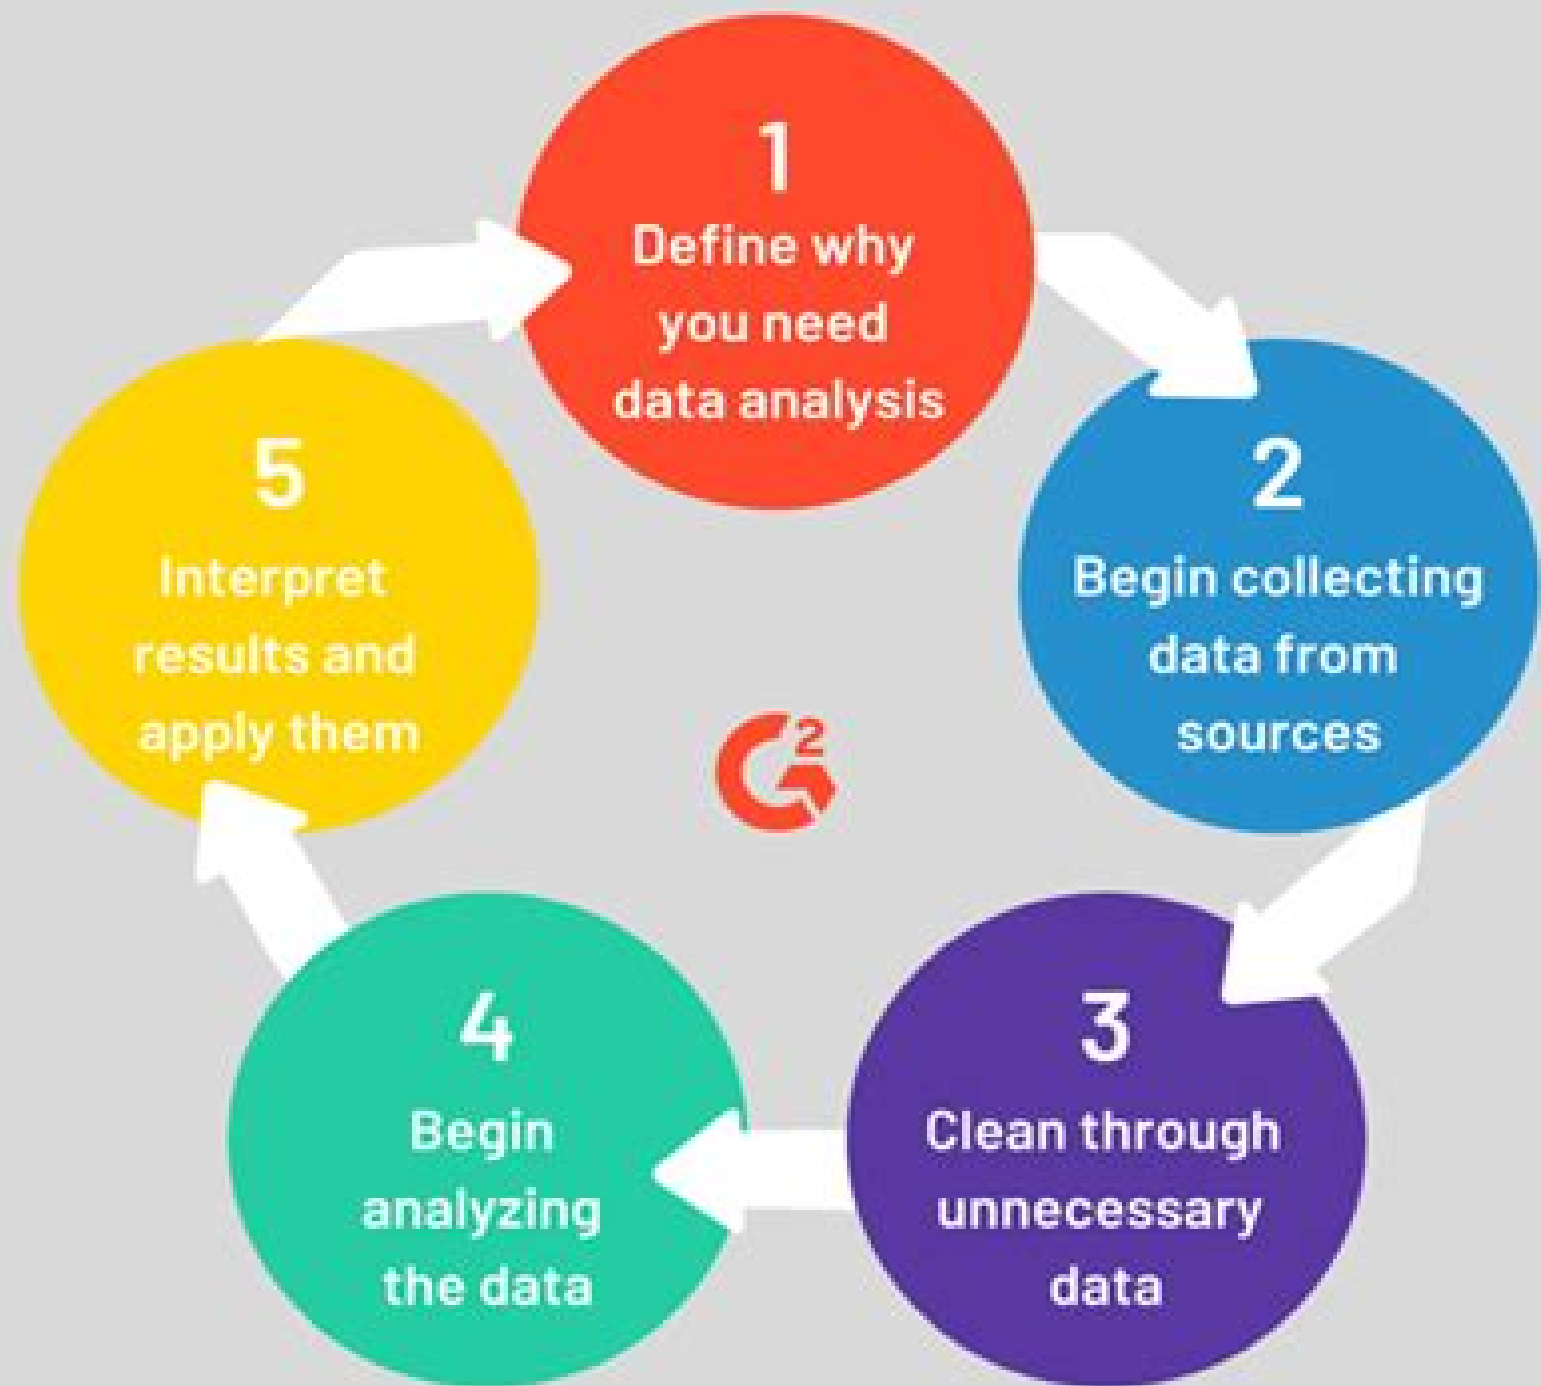 1
Define why
you need
data analysis
2
Begin collecting
data from
sources
3
Clean through
unnecessary
data
4
Begin
analyzing
the data
5
Interpret
results and
apply them
G2